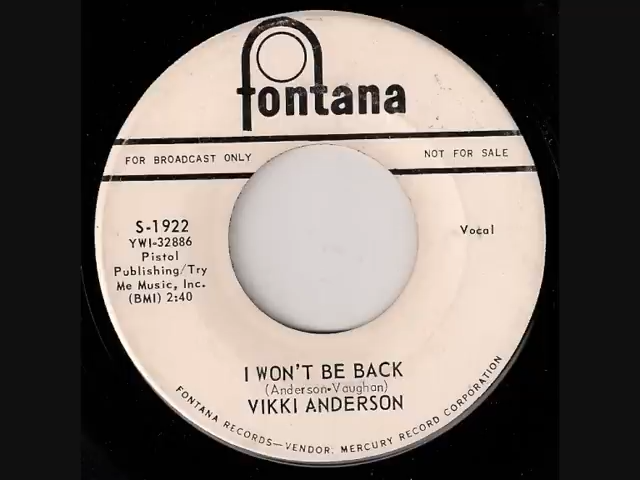 fontana
FOR BROADCAST ONLY
NOT FOR SALE
S-1922
YWI-32886
Pistol
Publishing/Try
Me Music, Inc.
(BMI) 2:40
Vocal
I WON'T BE BACK
(Anderson-Vaughan)
VIKKI ANDERSON
FONTANA RECORDS—VENDOR: MERCURY RECORD CORPORATION